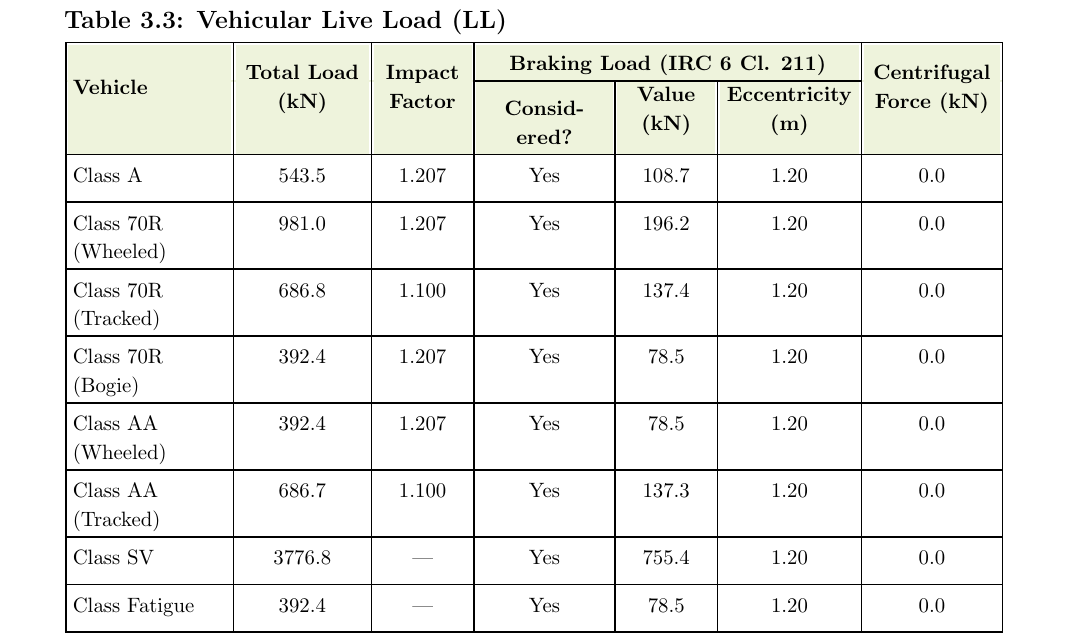 Table 3.3: Vehicular Live Load (LL)
Vehicle
Total Load
(kN)
Impact
Factor
Braking Load (IRC 6 Cl. 211)
Consid-
ered?
Value
(kN)
Eccentricity
(m)
Centrifugal
Force (kN)
Class A 543.5 1.207 Yes 108.7 1.20 0.0
Class 70R 981.0 1.207 Yes 196.2 1.20 0.0
(Wheeled)
Class 70R 686.8 1.100 Yes 137.4 1.20 0.0
(Tracked)
Class 70R 392.4 1.207 Yes 78.5 1.20 0.0
(Bogie)
Class AA 392.4 1.207 Yes 78.5 1.20 0.0
(Wheeled)
Class AA 686.7 1.100 Yes 137.3 1.20 0.0
(Tracked)
Class SV 3776.8 — Yes 755.4 1.20 0.0
Class Fatigue 392.4 — Yes 78.5 1.20 0.0